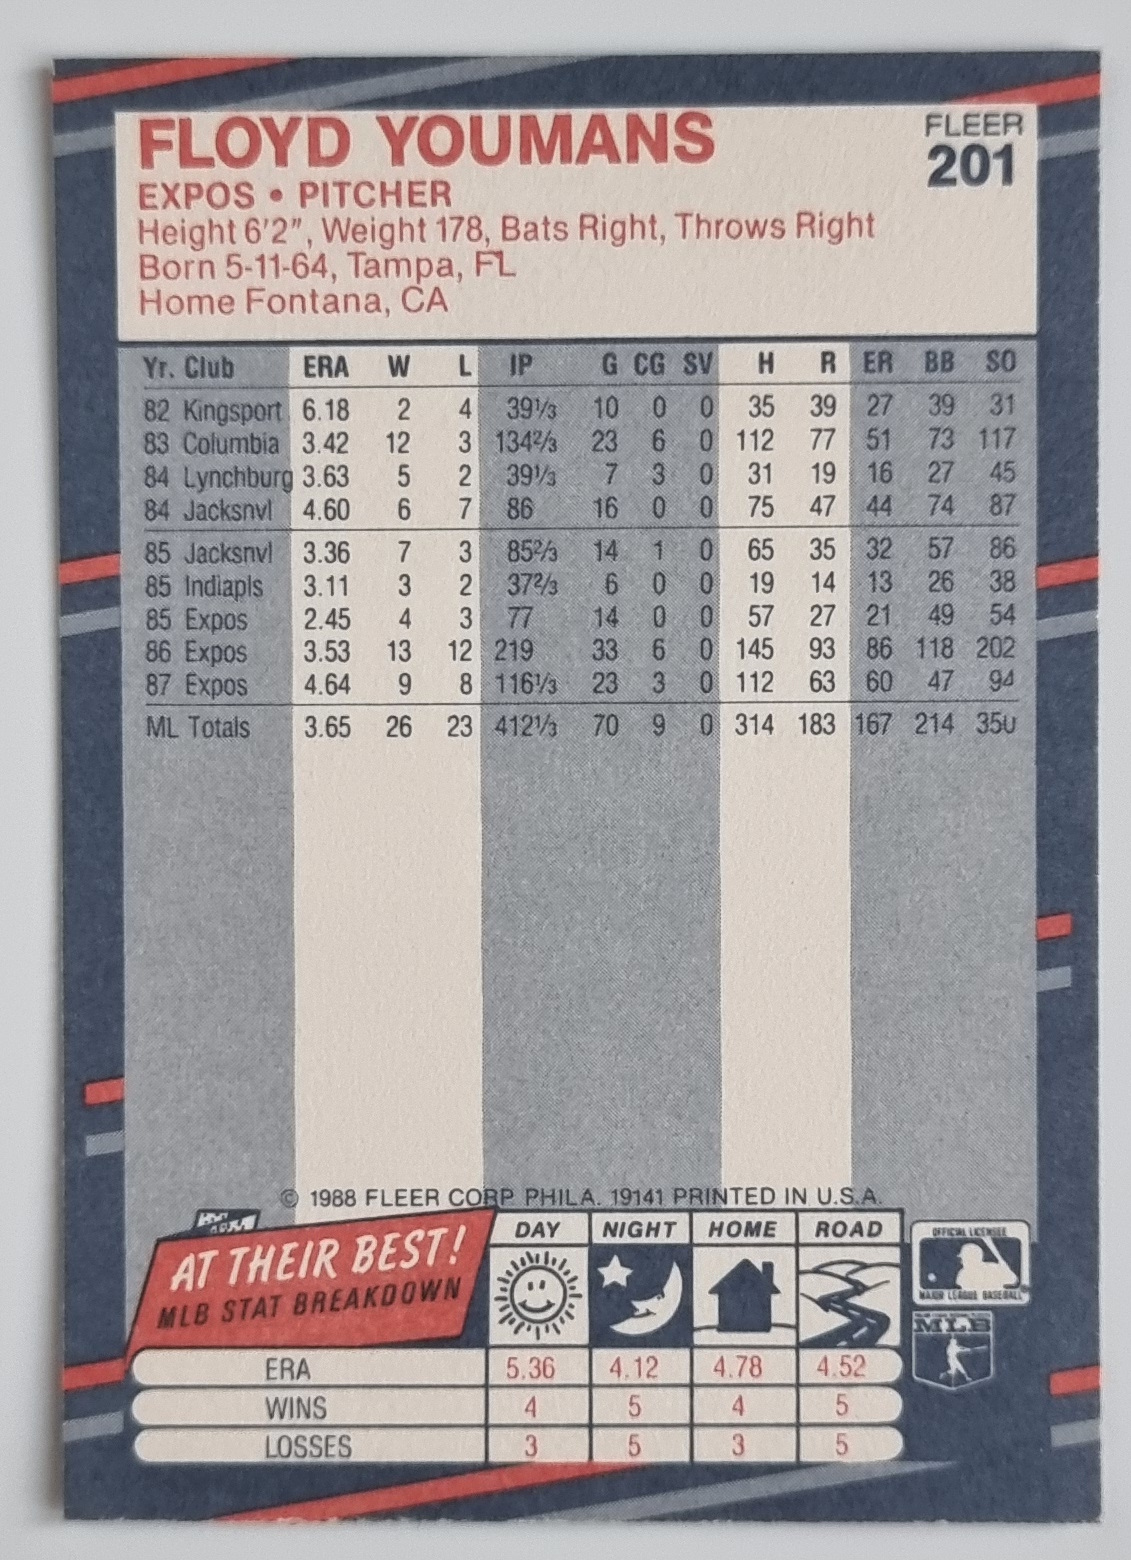 FLOYD YOUMANS
FLEER
201
EXPOS • PITCHER
Height 6'2", Weight 178, Bats Right, Throws Right
Born 5-11-64, Tampa, FL
Home Fontana, CA
Yr. Club ERA W L IP G CG SV H R ER BB SO
82 Kingsport 6.18 2 4 39⅓ 10 0 0 35 39 27 39 31
83 Columbia 3.42 12 3 134⅔ 23 6 0 112 77 51 73 117
84 Lynchburg 3.63 5 2 39⅓ 7 3 0 31 19 16 27 45
84 Jacksnvl 4.60 6 7 86 16 0 0 75 47 44 74 87
85 Jacksnvl 3.36 7 3 85⅔ 14 1 0 65 35 32 57 86
85 Indiapls 3.11 3 2 37⅔ 6 0 0 19 14 13 26 38
85 Expos 2.45 4 3 77 14 0 0 57 27 21 49 54
86 Expos 3.53 13 12 219 33 6 0 145 93 86 118 202
87 Expos 4.64 9 8 116⅓ 23 3 0 112 63 60 47 94
ML Totals 3.65 26 23 412⅓ 70 9 0 314 183 167 214 350
© 1988 FLEER CORP PHILA. 19141 PRINTED IN U.S.A.
AT THEIR BEST!
MLB STAT BREAKDOWN
DAY NIGHT HOME ROAD
ERA 5.36 4.12 4.78 4.52
WINS 4 5 4 5
LOSSES 3 5 3 5
OFFICIAL LICENSEE
MAJOR LEAGUE BASEBALL
MLB